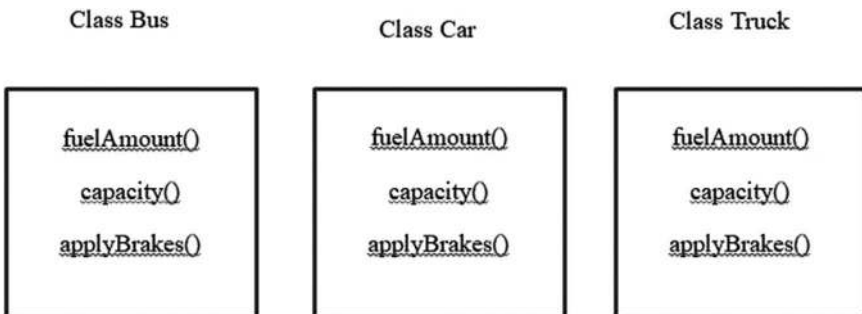 Class Bus
Class Car
Class Truck
fuelAmount()
capacity()
applyBrakes()
fuelAmount()
capacity()
applyBrakes()
fuelAmount()
capacity()
applyBrakes()